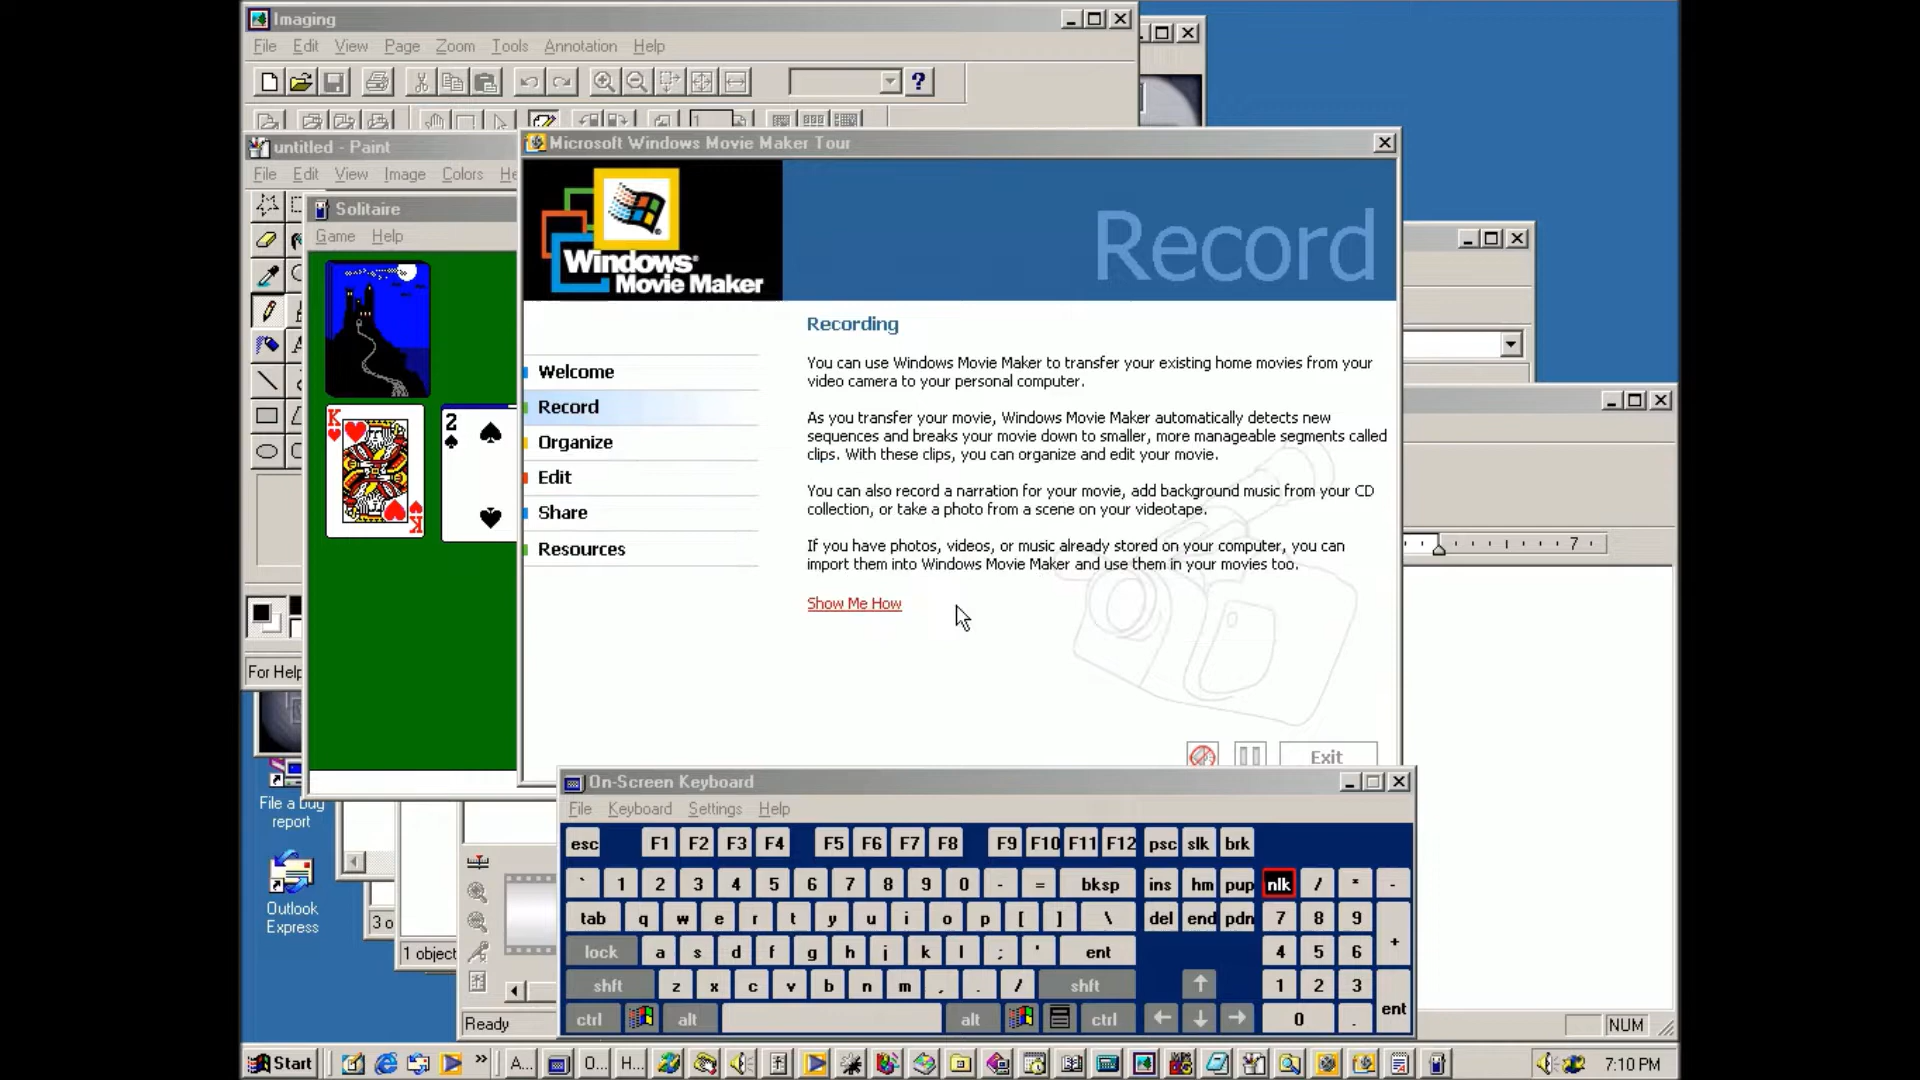 Imaging
File Edit View Page Zoom Tools Annotation Help
untitled - Paint
File Edit View Image Colors
Solitaire
Game Help
K
K
2
Microsoft Windows Movie Maker Tour
Windows
Movie Maker
Record
Welcome
Record
Organize
Edit
Share
Resources
Recording
You can use Windows Movie Maker to transfer your existing home movies from your
video camera to your personal computer.
As you transfer your movie, Windows Movie Maker automatically detects new
sequences and breaks your movie down to smaller, more manageable segments called
clips. With these clips, you can organize and edit your movie.
You can also record a narration for your movie, add background music from your CD
collection, or take a photo from a scene on your videotape.
If you have photos, videos, or music already stored on your computer, you can
import them into Windows Movie Maker and use them in your movies too.
Show Me How
Exit
7
For Help
File a bug
report
Outlook
Express
3 o
1 object
Ready
On-Screen Keyboard
File Keyboard Settings Help
esc F1 F2 F3 F4 F5 F6 F7 F8 F9 F10 F11 F12 psc slk brk
` 1 2 3 4 5 6 7 8 9 0 - = bksp ins hm pup nlk / * -
tab q w e r t y u i o p [ ] \ del end pdn 7 8 9 +
lock a s d f g h j k l ; ' ent 4 5 6
shft z x c v b n m , . / shft 1 2 3 ent
ctrl alt alt ctrl 0 .
NUM
Start » A... O... H... 7:10 PM